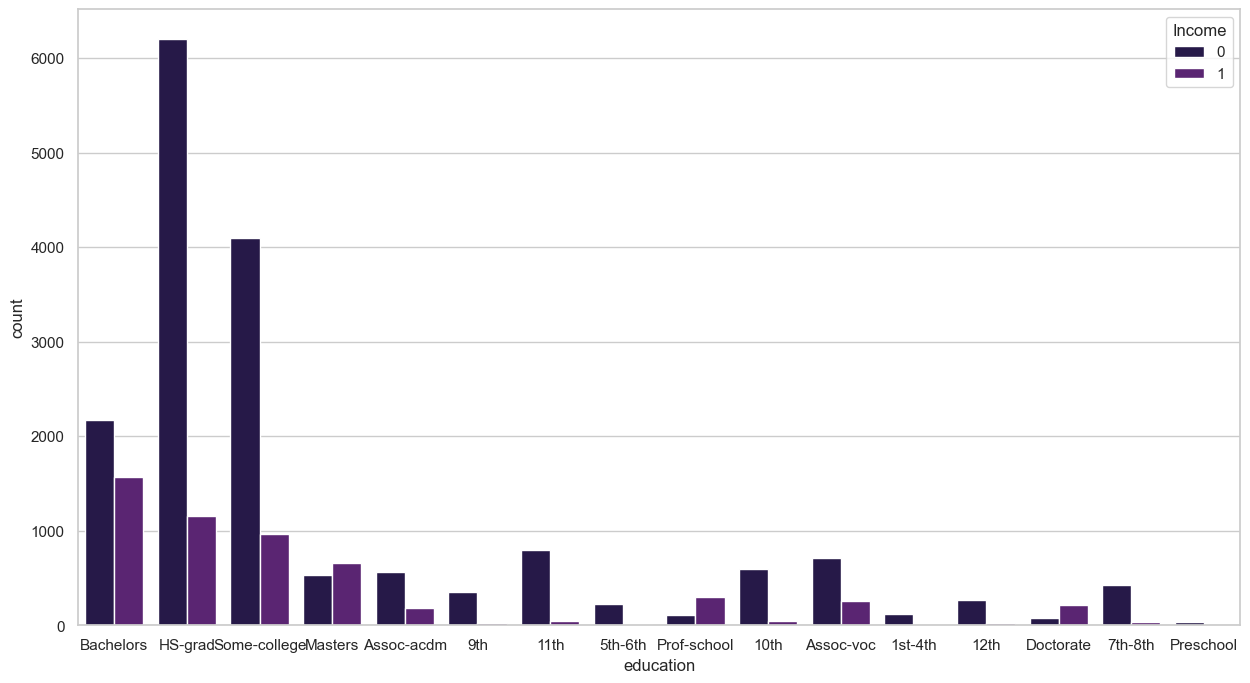 Income
0
1
6000
5000
4000
3000
2000
1000
0
count
Bachelors HS-grad Some-college Masters Assoc-acdm 9th 11th 5th-6th Prof-school 10th Assoc-voc 1st-4th 12th Doctorate 7th-8th Preschool
education